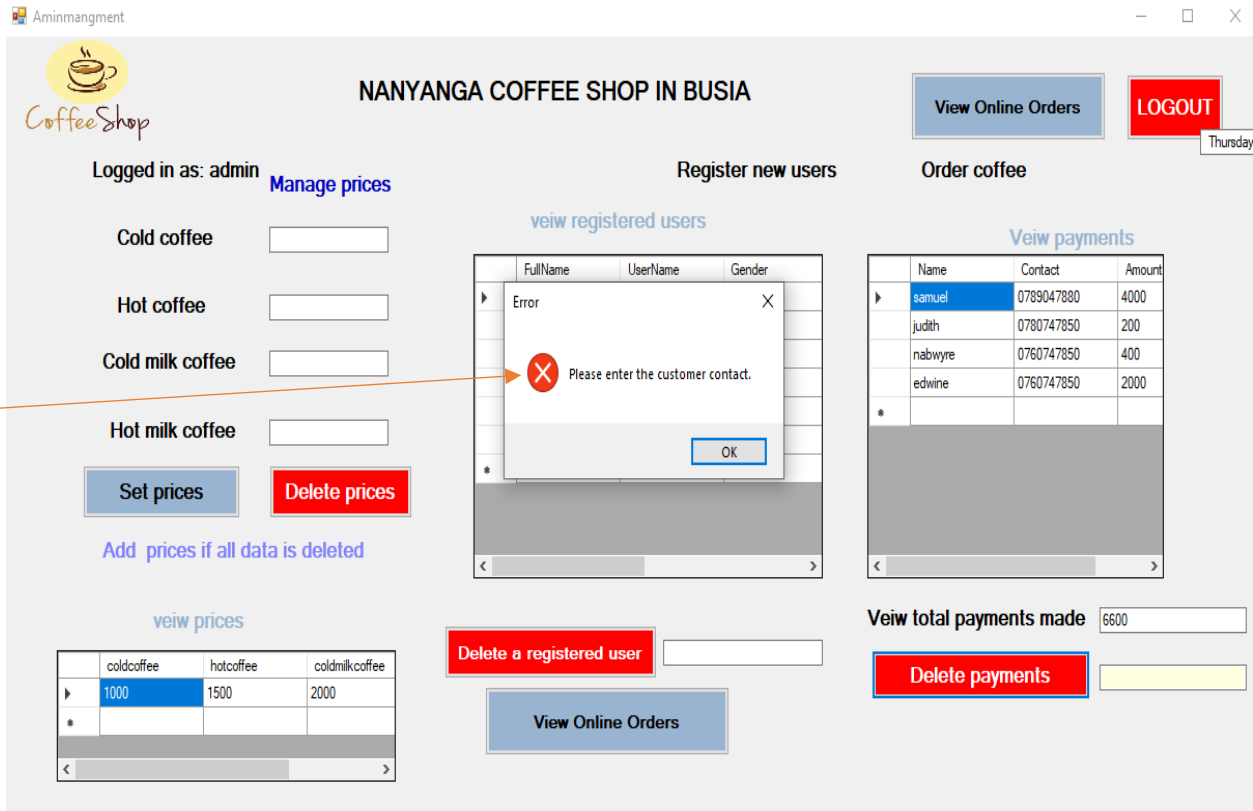 Aminmangment
CoffeeShop
NANYANGA COFFEE SHOP IN BUSIA
View Online Orders
LOGOUT
Thursday
Logged in as: admin
Manage prices
Register new users
Order coffee
Cold coffee
Hot coffee
Cold milk coffee
Hot milk coffee
Set prices
Delete prices
Add  prices if all data is deleted
veiw registered users
FullName UserName Gender
Error
Please enter the customer contact.
OK
Veiw payments
Name Contact Amount
samuel 0789047880 4000
judith 0780747850 200
nabwyre 0760747850 400
edwine 0760747850 2000
veiw prices
coldcoffee hotcoffee coldmilkcoffee
1000 1500 2000
Delete a registered user
View Online Orders
Veiw total payments made 6600
Delete payments